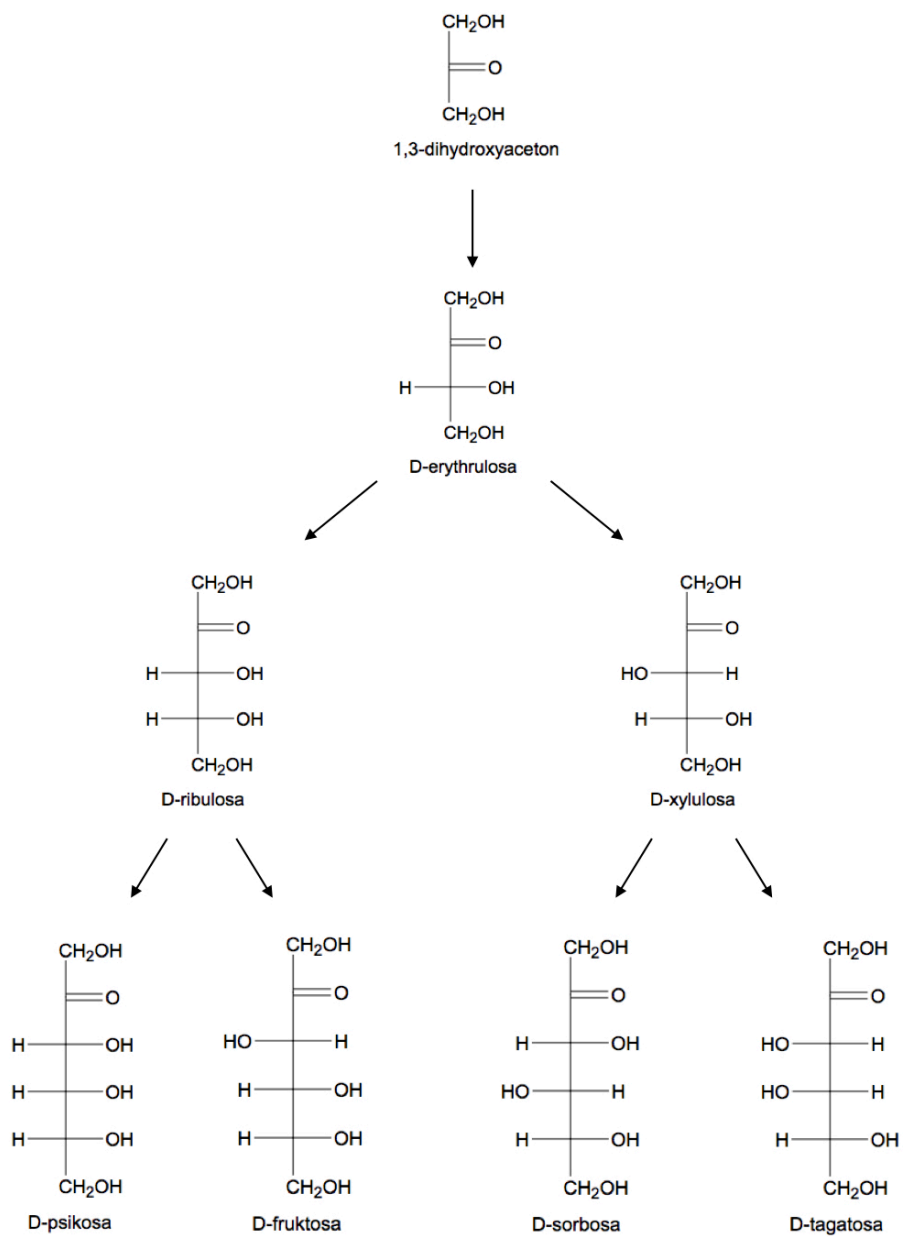 CH₂OH
O
CH₂OH
1,3-dihydroxyaceton
CH₂OH
O
H OH
CH₂OH
D-erythrulosa
CH₂OH
O
H OH
H OH
CH₂OH
D-ribulosa
CH₂OH
O
HO H
H OH
CH₂OH
D-xylulosa
CH₂OH
O
H OH
H OH
H OH
CH₂OH
D-psikosa
CH₂OH
O
HO H
H OH
H OH
CH₂OH
D-fruktosa
CH₂OH
O
H OH
HO H
H OH
CH₂OH
D-sorbosa
CH₂OH
O
HO H
HO H
H OH
CH₂OH
D-tagatosa